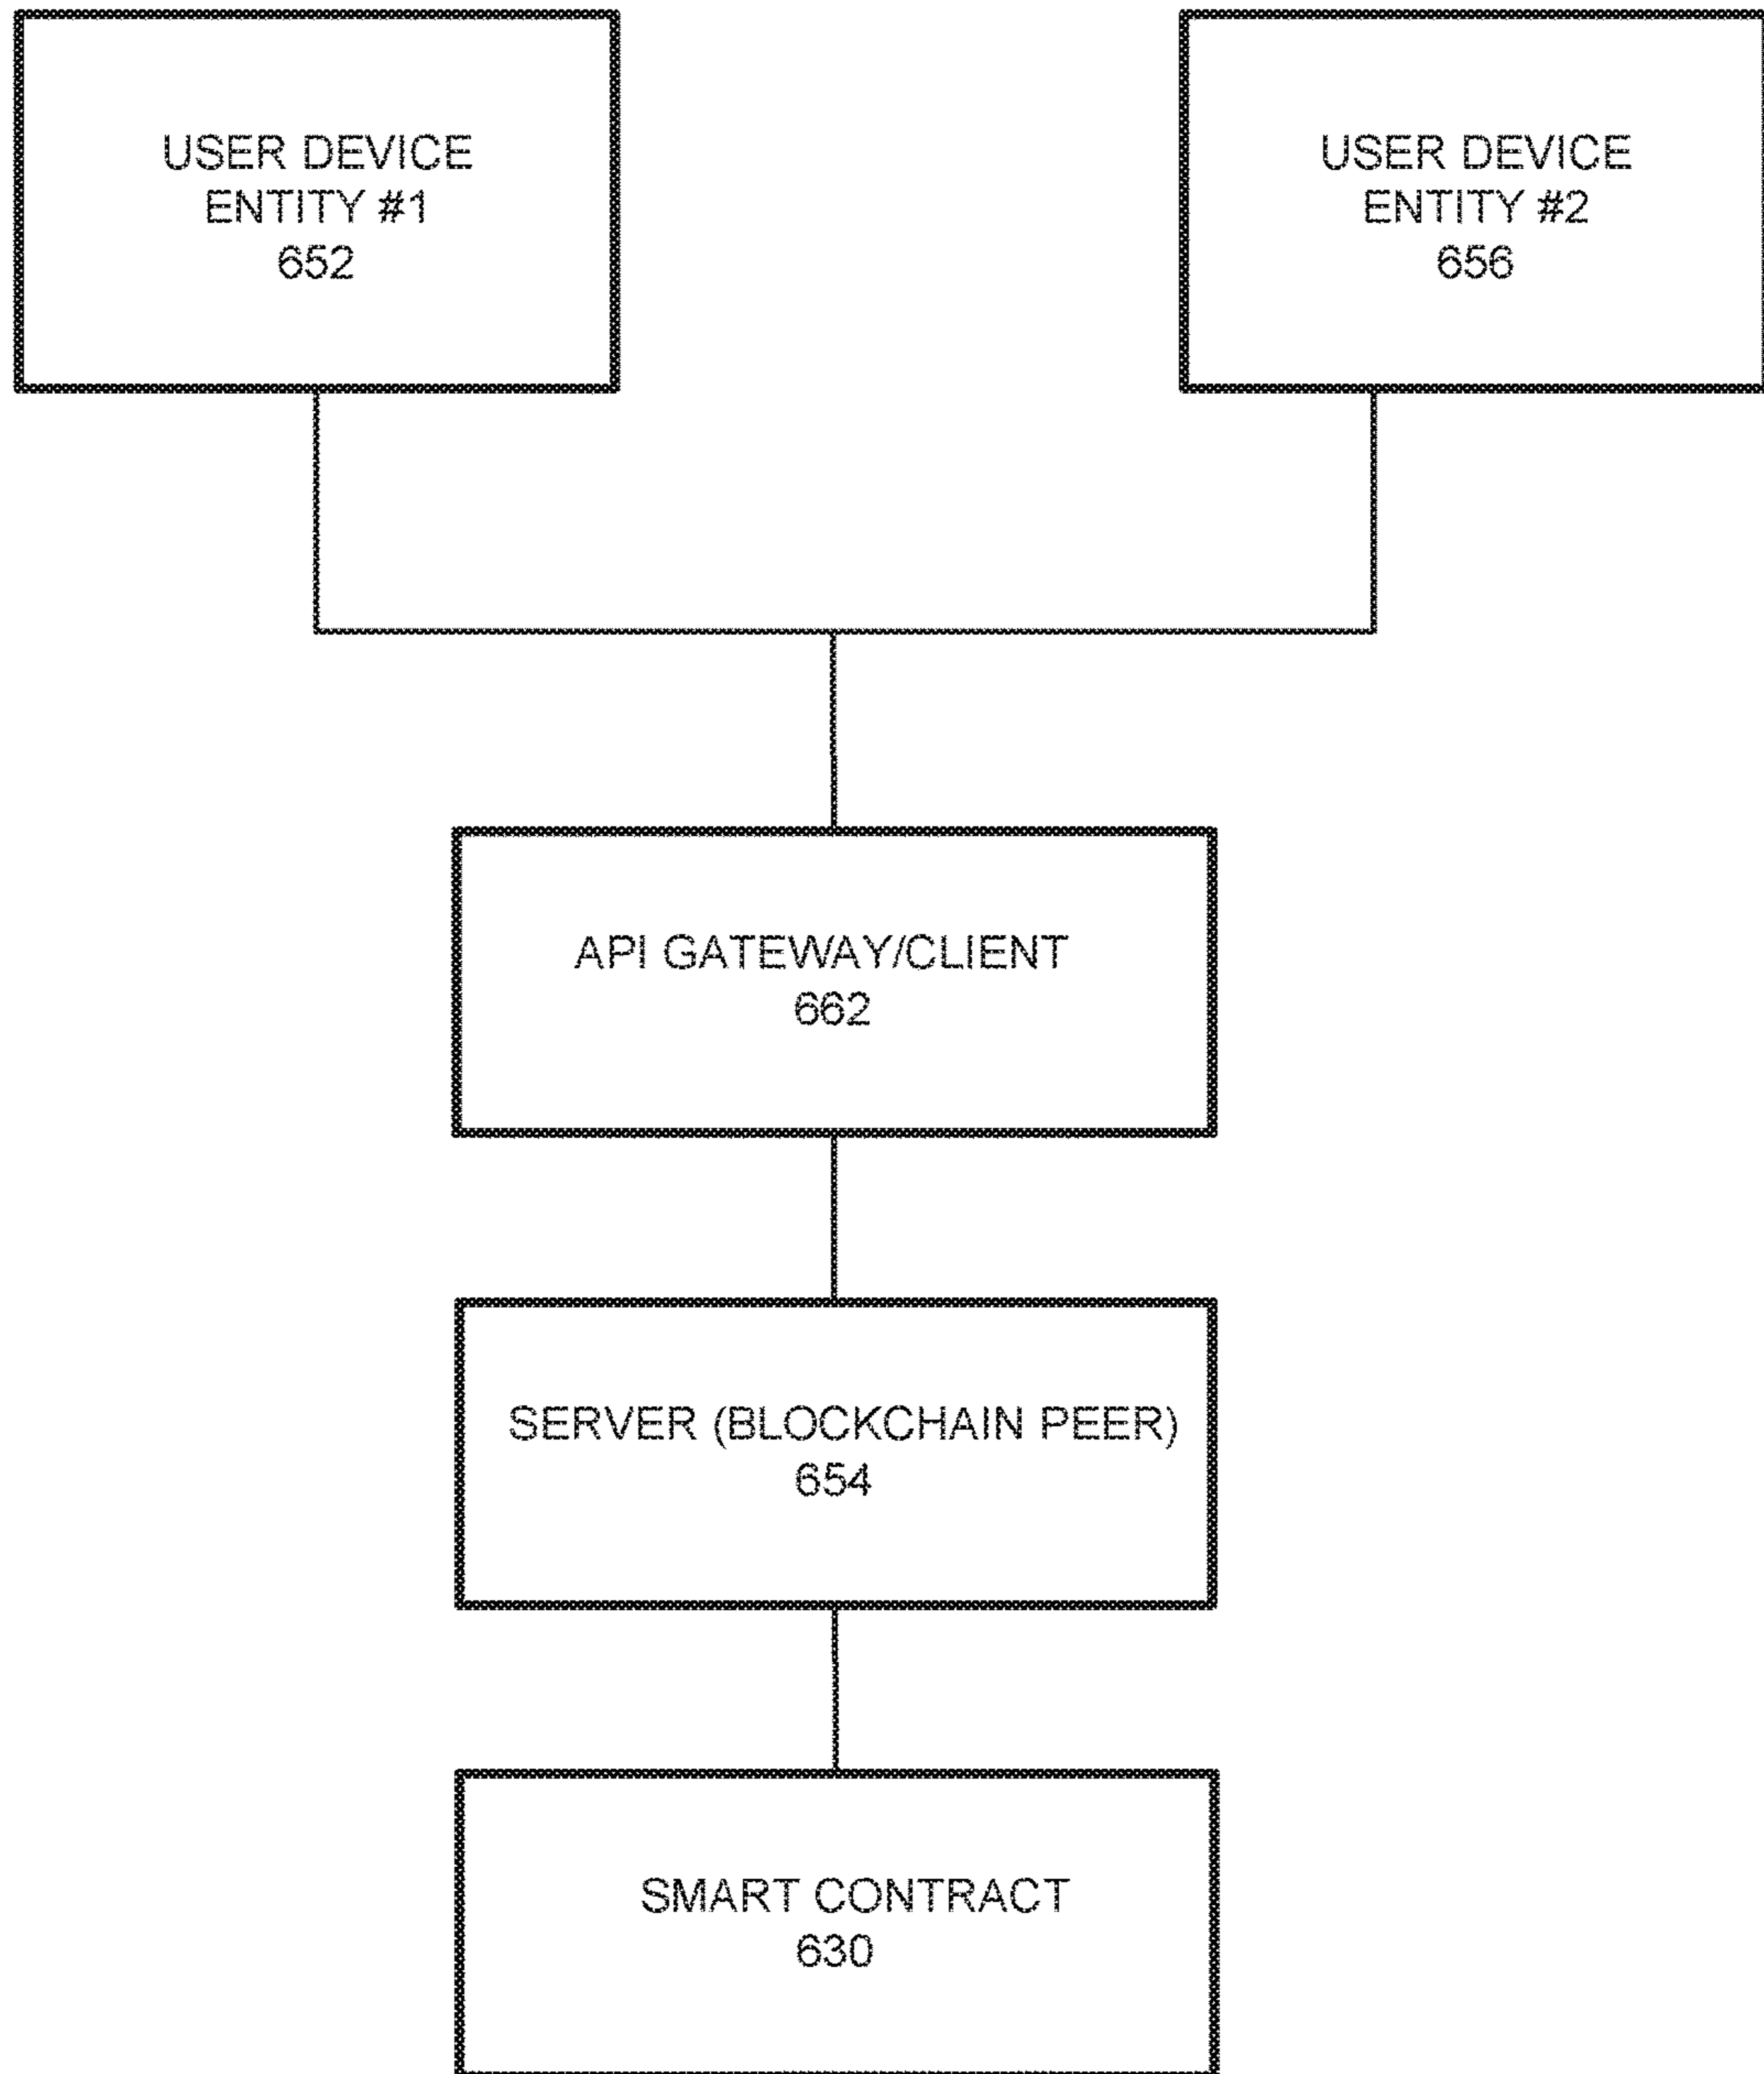 USER DEVICE
ENTITY #1
652
USER DEVICE
ENTITY #2
656
API GATEWAY/CLIENT
662
SERVER (BLOCKCHAIN PEER)
654
SMART CONTRACT
630